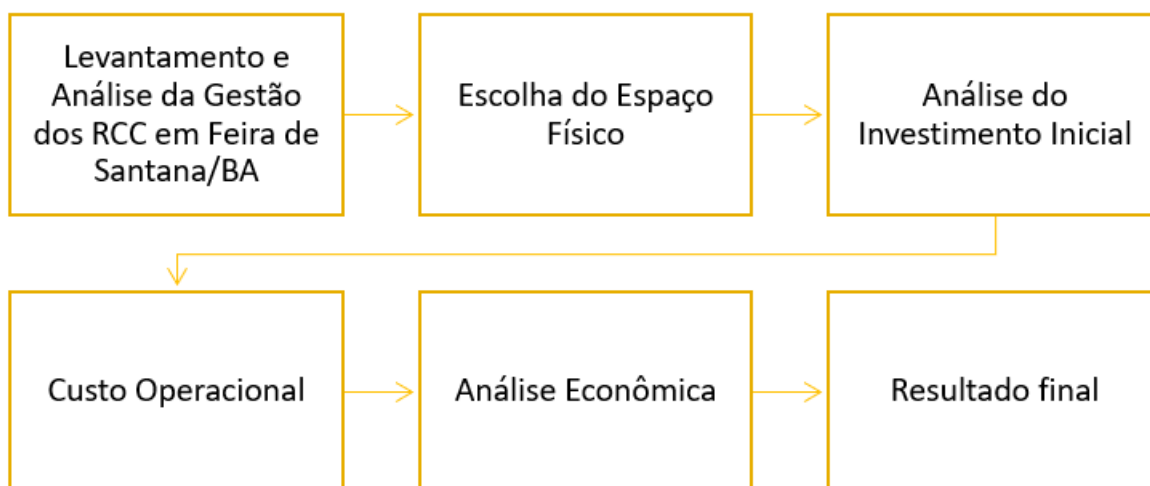 Levantamento e
Análise da Gestão
dos RCC em Feira de
Santana/BA
Escolha do Espaço
Físico
Análise do
Investimento Inicial
Custo Operacional
Análise Econômica
Resultado final